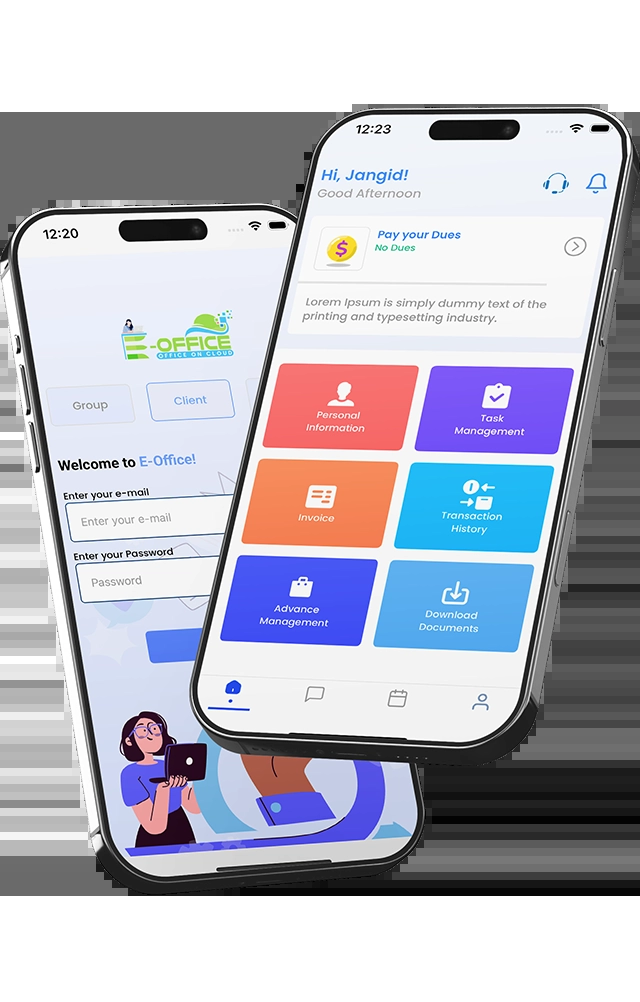 12:20
E-OFFICE
OFFICE ON CLOUD
Group
Client
Welcome to E-Office!
Enter your e-mail
Enter your e-mail
Enter your Password
Password
12:23
Hi, Jangid!
Good Afternoon
Pay your Dues
No Dues
Lorem Ipsum is simply dummy text of the
printing and typesetting industry.
Personal
Information
Task
Management
Invoice
Transaction
History
Advance
Management
Download
Documents